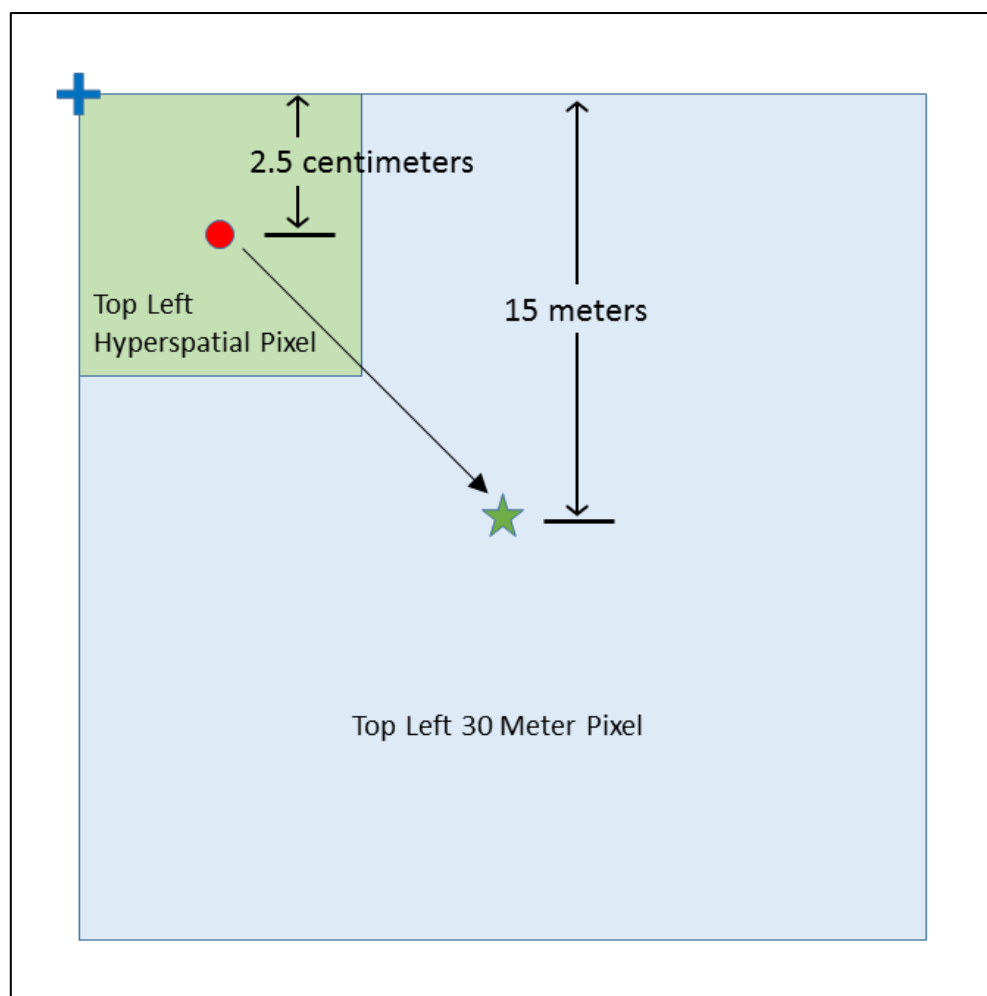 2.5 centimeters
Top Left
Hyperspatial Pixel
15 meters
Top Left 30 Meter Pixel